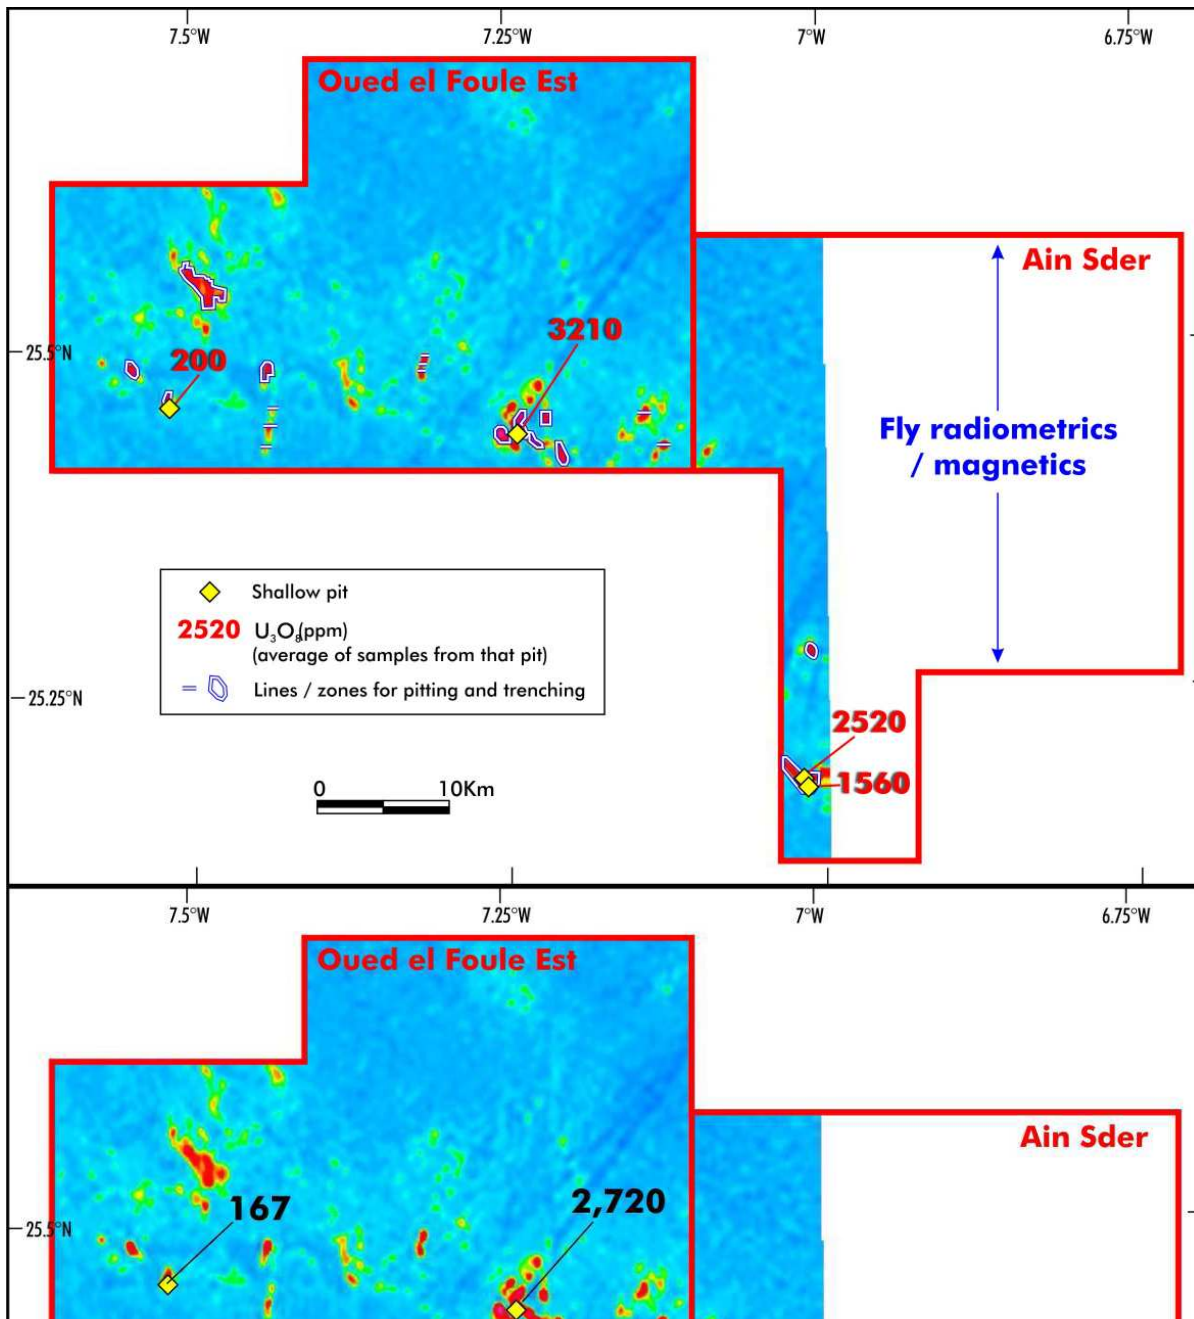 7.5°W 7.25°W 7°W 6.75°W
Oued el Foule Est
Ain Sder
3210
25.5°N
200
Fly radiometrics
/ magnetics
Shallow pit
2520 U₃O₈(ppm)
(average of samples from that pit)
Lines / zones for pitting and trenching
25.25°N
2520
1560
0 10Km
7.5°W 7.25°W 7°W 6.75°W
Oued el Foule Est
Ain Sder
167
2,720
25.5°N